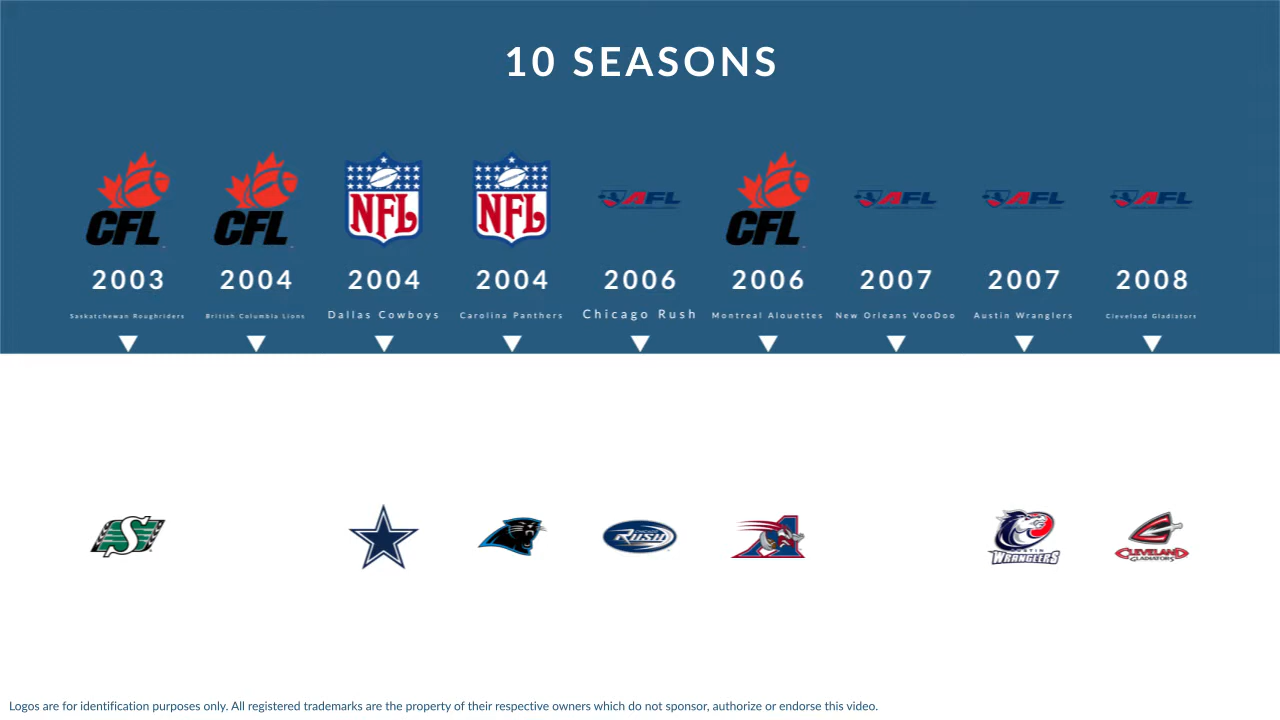 10 SEASONS
CFL CFL NFL NFL AFL CFL AFL AFL AFL
2003 2004 2004 2004 2006 2006 2007 2007 2008
Saskatchewan Roughriders British Columbia Lions Dallas Cowboys Carolina Panthers Chicago Rush Montreal Alouettes New Orleans VooDoo Austin Wranglers Cleveland Gladiators
S RUSH AUSTIN WRANGLERS CLEVELAND GLADIATORS
Logos are for identification purposes only. All registered trademarks are the property of their respective owners which do not sponsor, authorize or endorse this video.